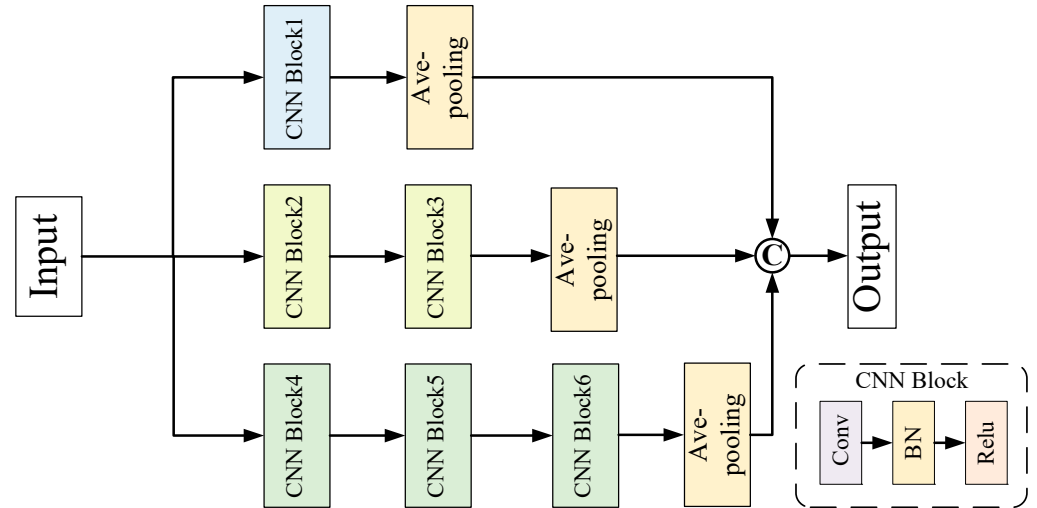 Input
CNN Block1
Ave-
pooling
CNN Block2
CNN Block3
Ave-
pooling
CNN Block4
CNN Block5
CNN Block6
Ave-
pooling
C
Output
CNN Block
Conv
BN
Relu